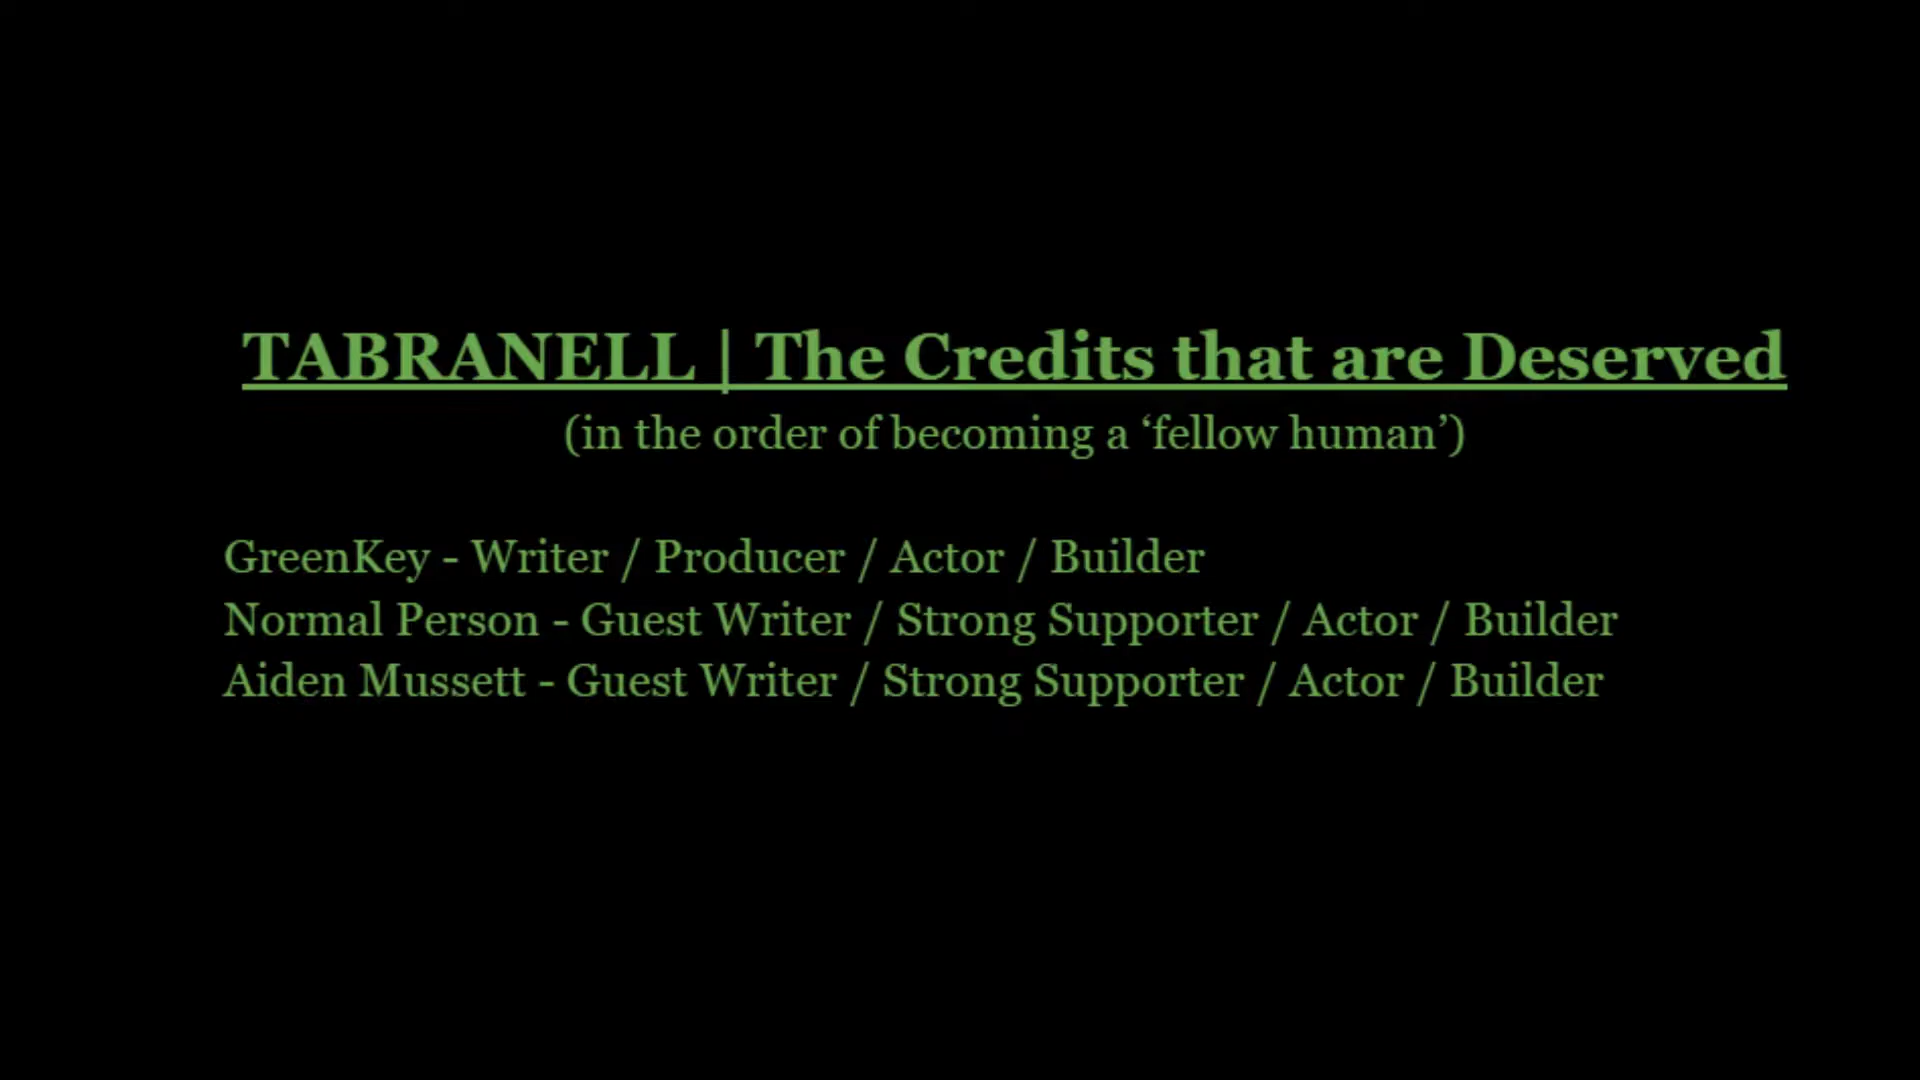 TABRANELL | The Credits that are Deserved
(in the order of becoming a ‘fellow human’)
GreenKey - Writer / Producer / Actor / Builder
Normal Person - Guest Writer / Strong Supporter / Actor / Builder
Aiden Mussett - Guest Writer / Strong Supporter / Actor / Builder